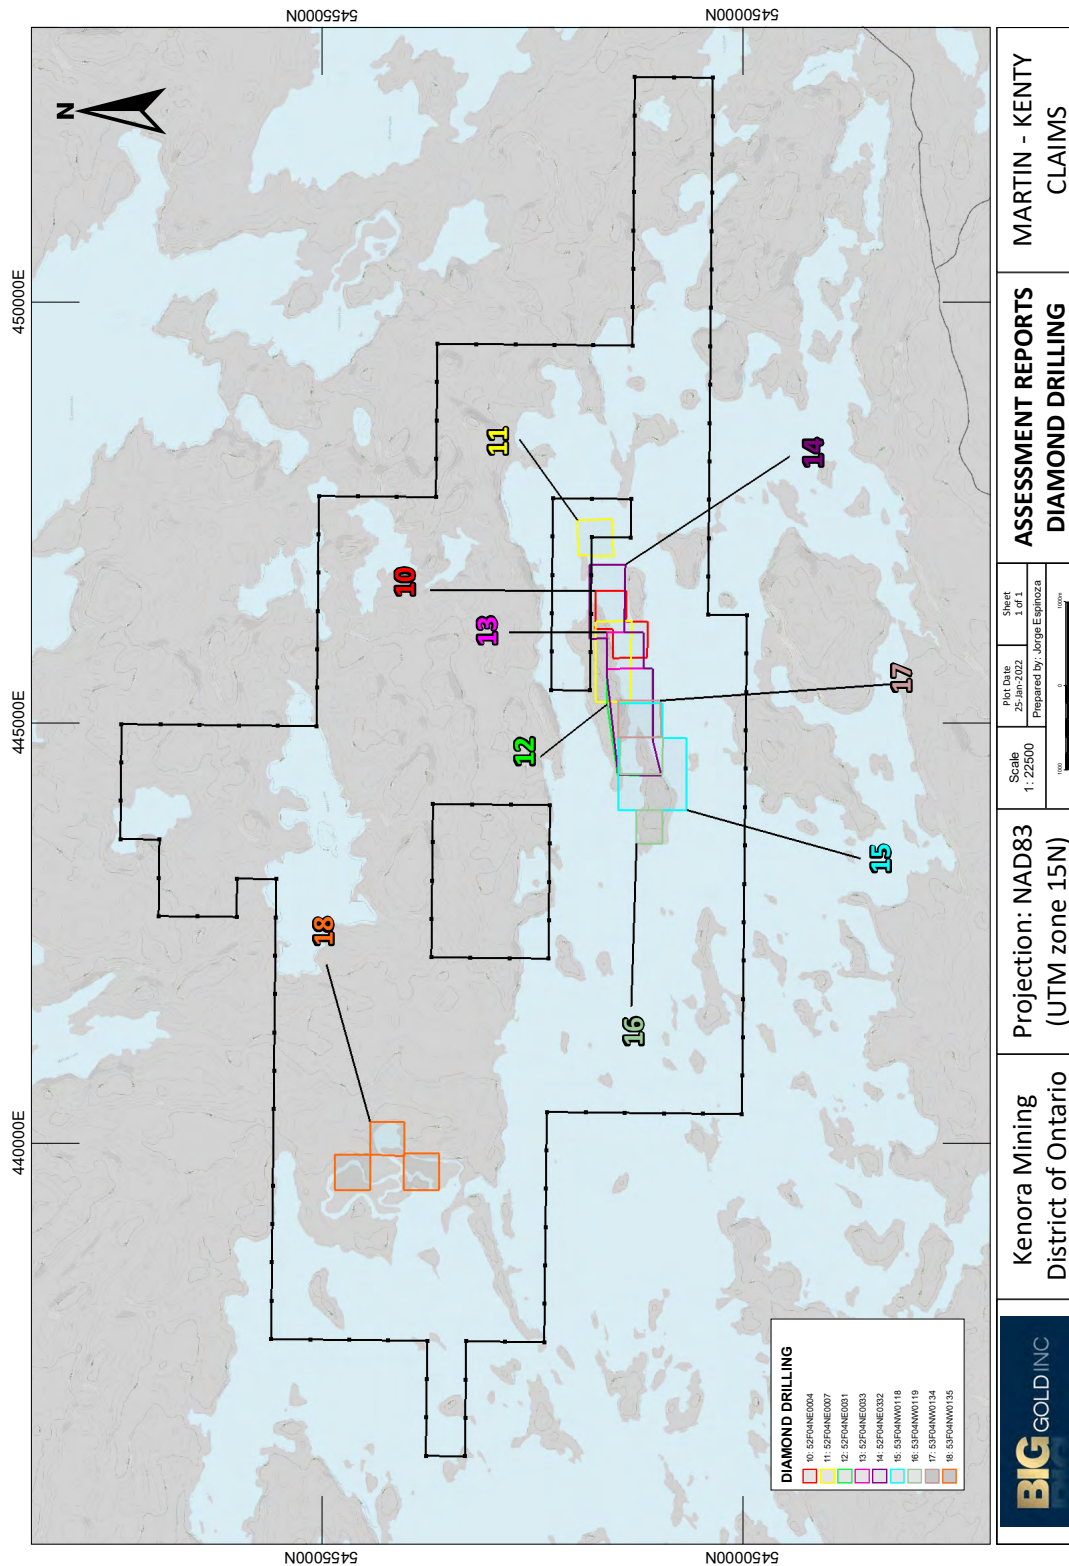 440000E
445000E
450000E
5455000N
5455000N
5450000N
5450000N
N
18
13
10
11
12
16
15
17
14
DIAMOND DRILLING
10: 52F04NE0004
11: 52F04NE0007
12: 52F04NE0031
13: 52F04NE0033
14: 52F04NE0332
15: 53F04NW0118
16: 53F04NW0119
17: 53F04NW0134
18: 53F04NW0135
BIG GOLD INC
Kenora Mining
District of Ontario
Projection: NAD83
(UTM zone 15N)
Scale
1: 22500
Plot Date
25-Jan-2022
Sheet
1 of 1
Prepared by: Jorge Espinoza
1000
0
1000m
ASSESSMENT REPORTS
DIAMOND DRILLING
MARTIN - KENTY
CLAIMS